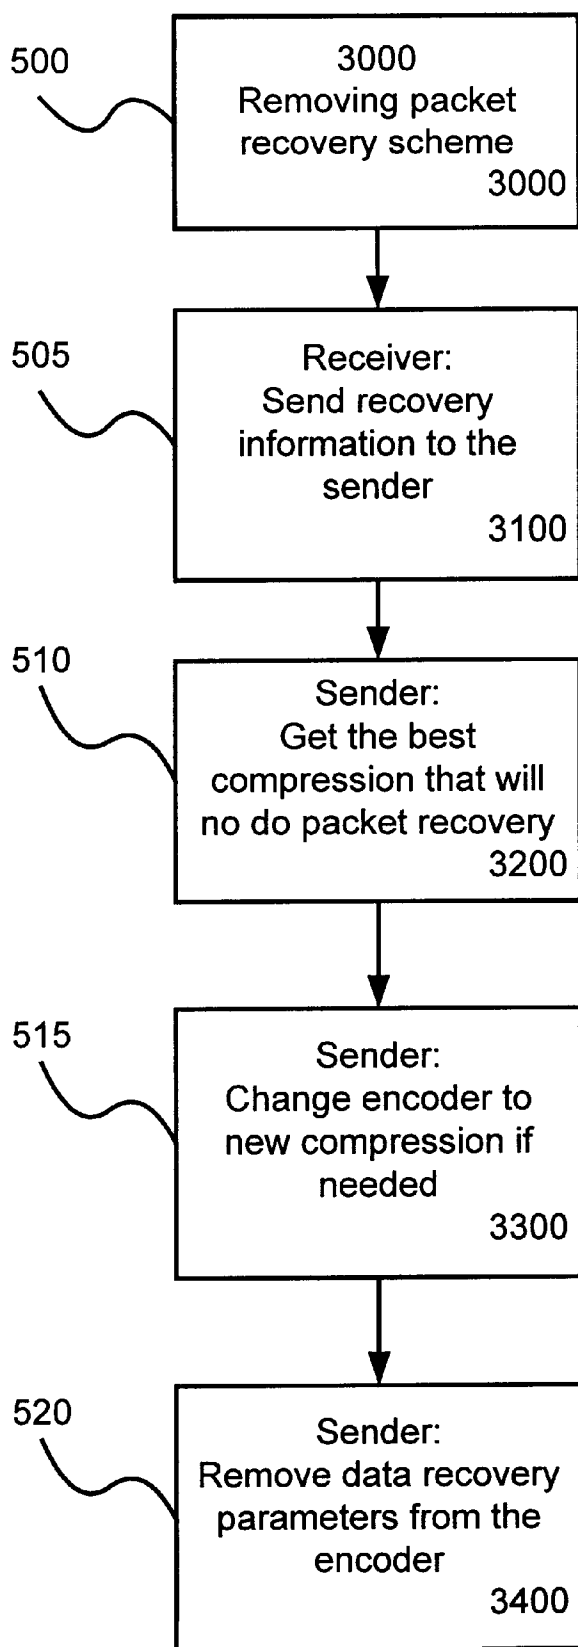 500
3000
Removing packet
recovery scheme
3000
505
Receiver:
Send recovery
information to the
sender
3100
510
Sender:
Get the best
compression that will
no do packet recovery
3200
515
Sender:
Change encoder to
new compression if
needed
3300
520
Sender:
Remove data recovery
parameters from the
encoder
3400